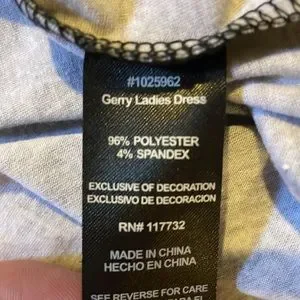 #1025962
Gerry Ladies Dress
96% POLYESTER
4% SPANDEX
EXCLUSIVE OF DECORATION
EXCLUSIVO DE DECORACION
RN# 117732
MADE IN CHINA
HECHO EN CHINA
SEE REVERSE FOR CARE